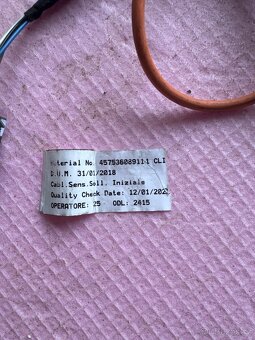 Material No. 45753608911-1 CLI
D.V.M. 31/01/2018
Cabl.Sens.Soll. Iniziale
Quality Check Date: 12/01/202
OPERATORE: 25 ODL: 2415